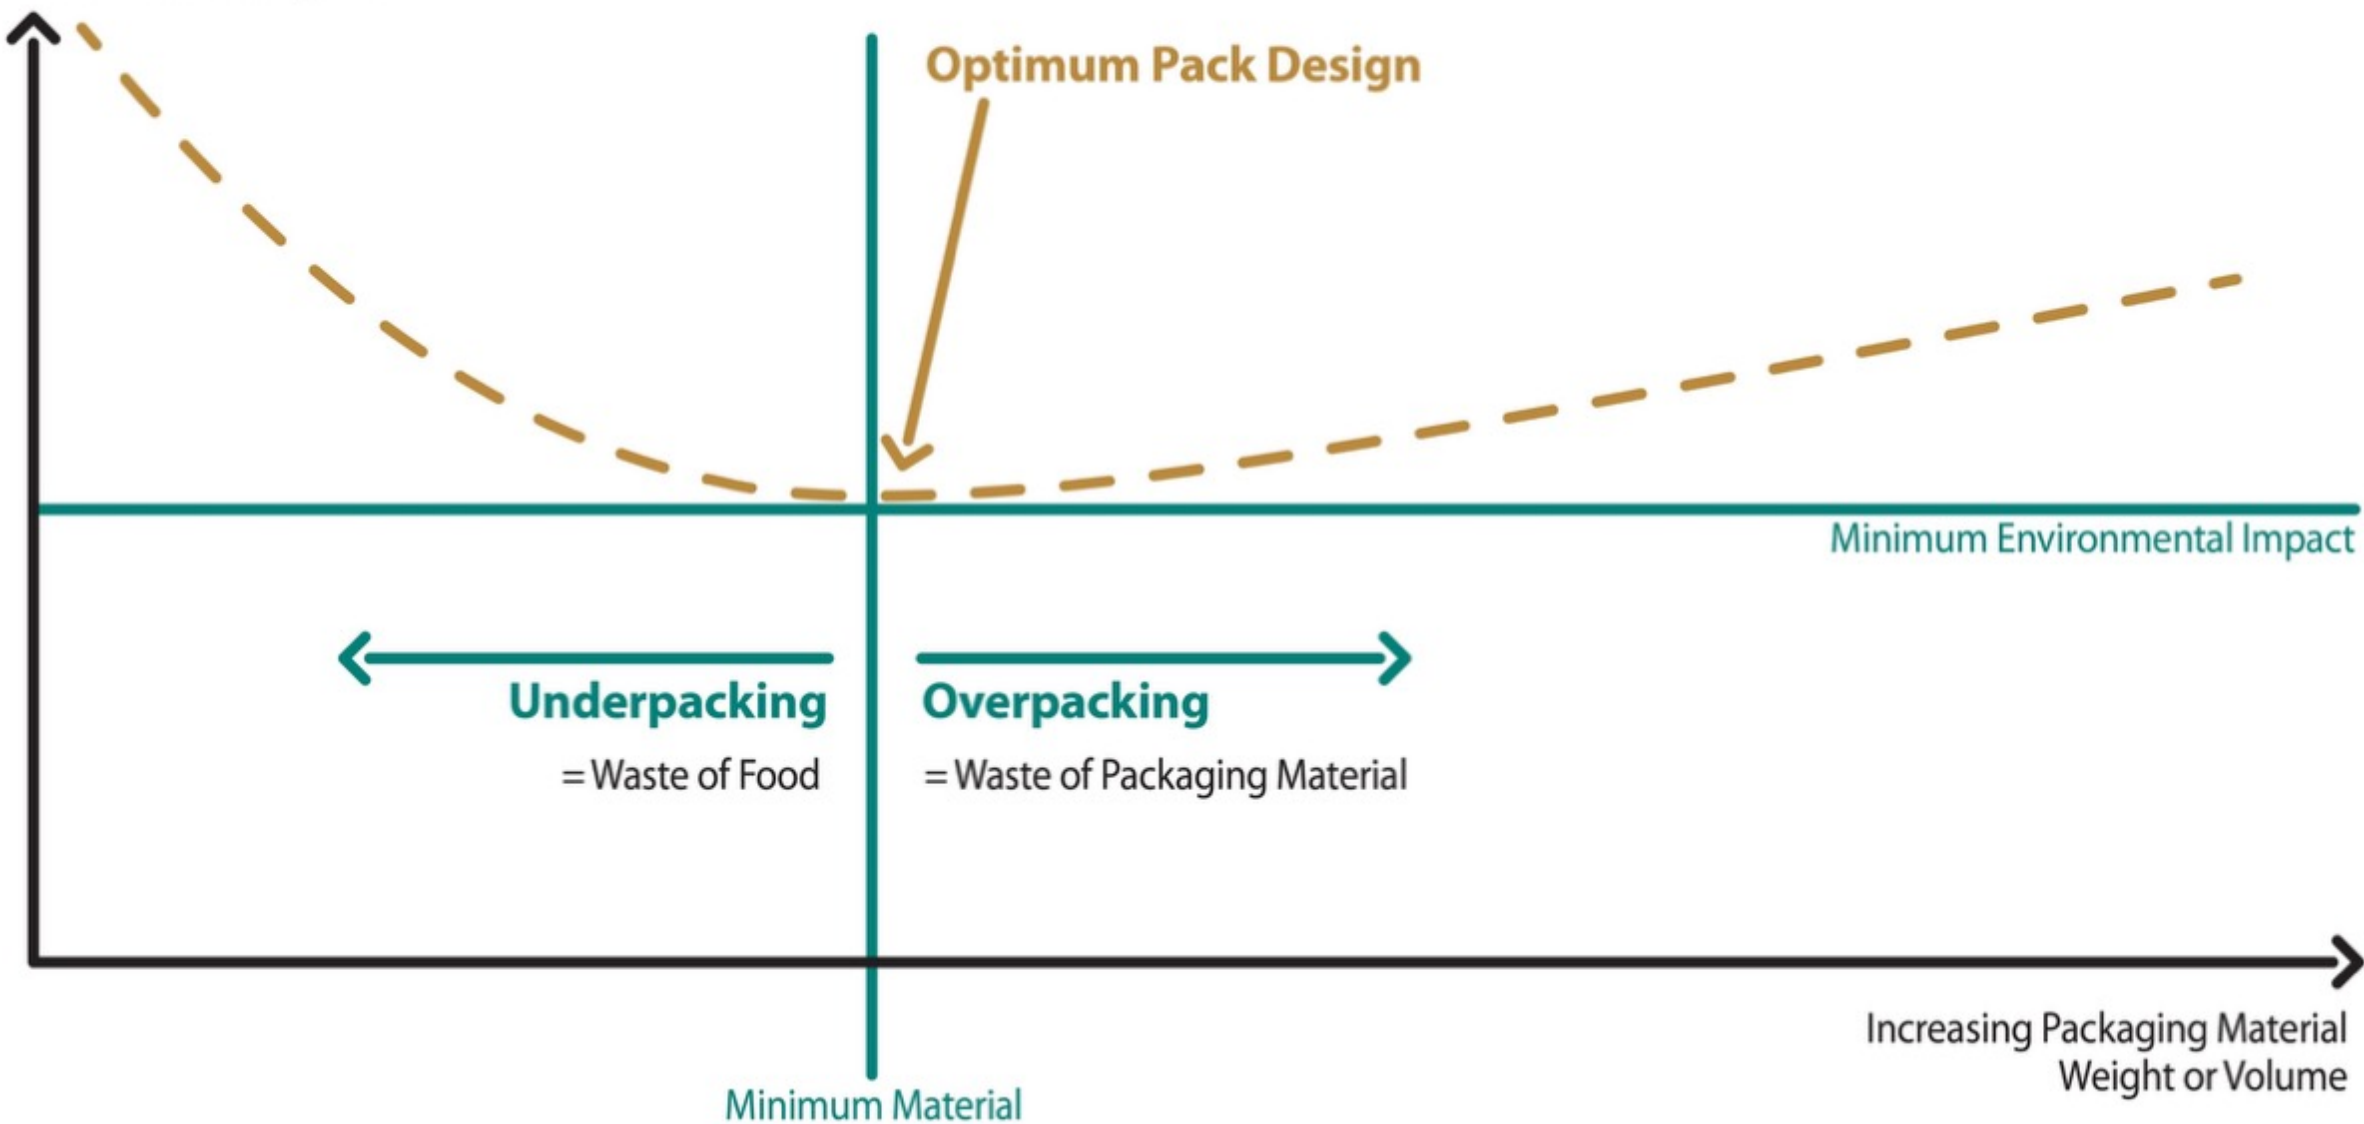 Optimum Pack Design
Minimum Environmental Impact
Underpacking
= Waste of Food
Overpacking
= Waste of Packaging Material
Increasing Packaging Material
Weight or Volume
Minimum Material